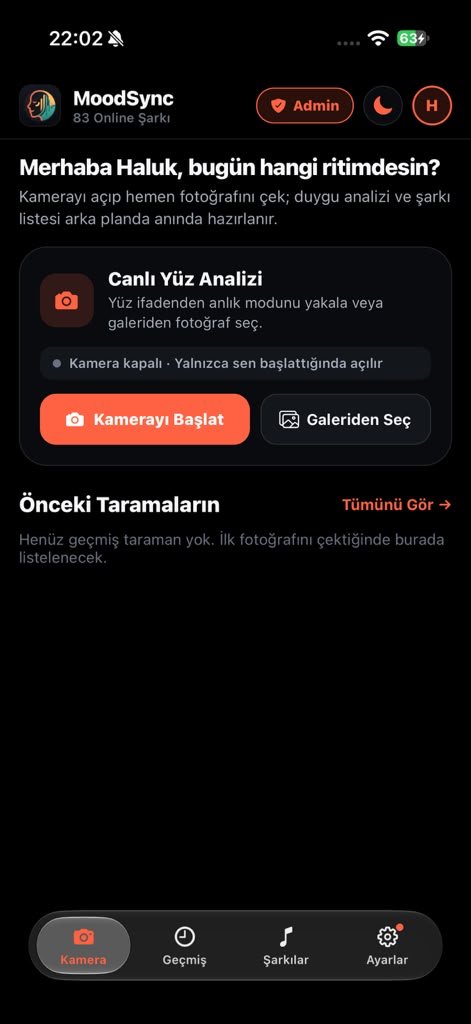 22:02
63
MoodSync
83 Online Şarkı
Admin
H
Merhaba Haluk, bugün hangi ritimdesin?
Kamerayı açıp hemen fotoğrafını çek; duygu analizi ve şarkı
listesi arka planda anında hazırlanır.
Canlı Yüz Analizi
Yüz ifadenden anlık modunu yakala veya
galeriden fotoğraf seç.
Kamera kapalı · Yalnızca sen başlattığında açılır
Kamerayı Başlat
Galeriden Seç
Önceki Taramaların
Tümünü Gör →
Henüz geçmiş taraman yok. İlk fotoğrafını çektiğinde burada
listelenecek.
Kamera
Geçmiş
Şarkılar
Ayarlar